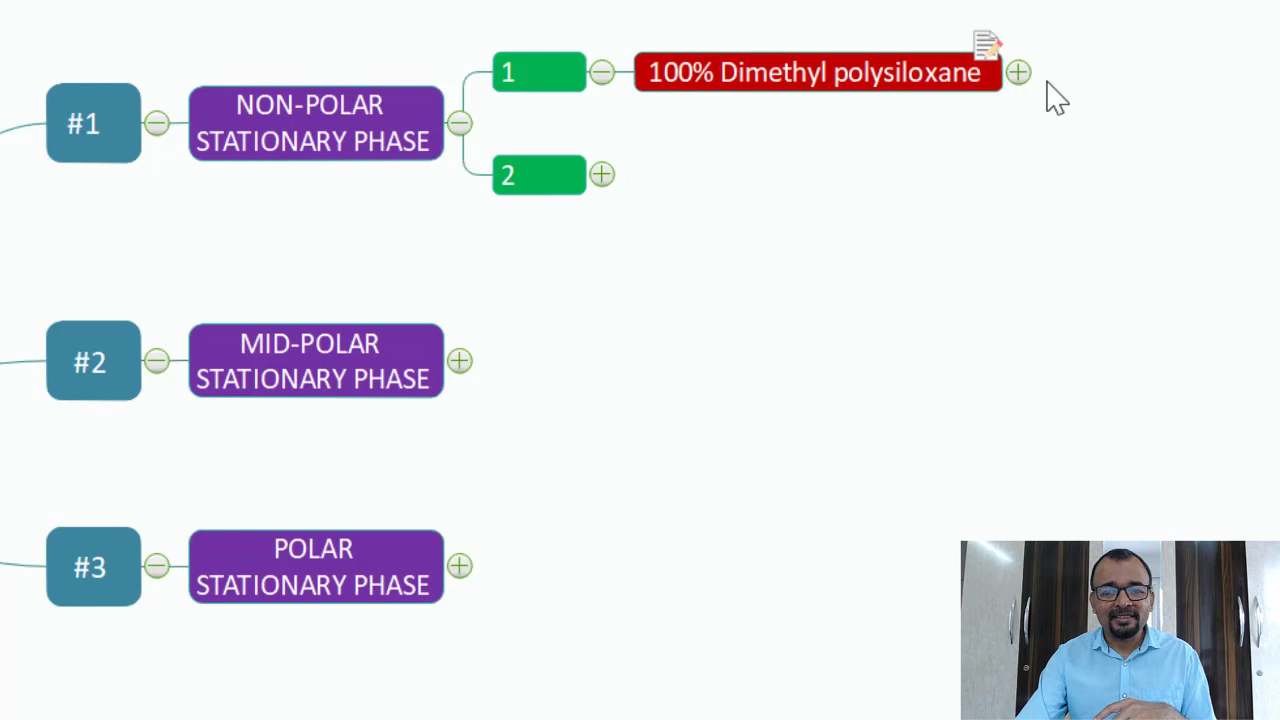 #1
NON-POLAR
STATIONARY PHASE
1
100% Dimethyl polysiloxane
2
#2
MID-POLAR
STATIONARY PHASE
#3
POLAR
STATIONARY PHASE